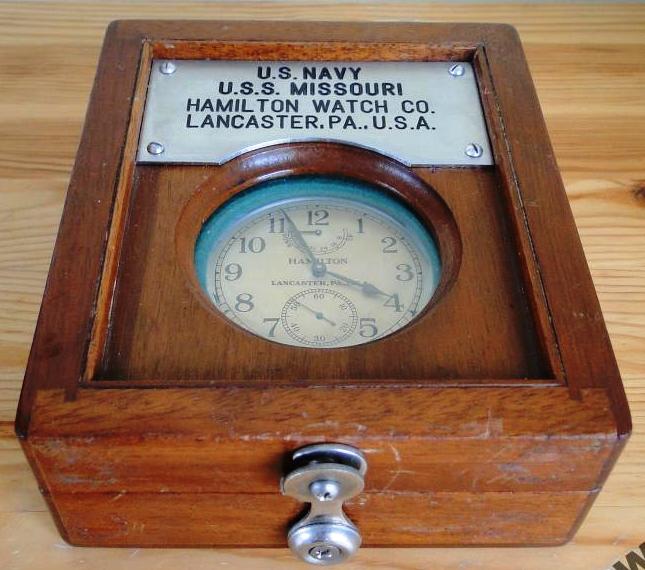 U.S. NAVY
U.S.S. MISSOURI
HAMILTON WATCH CO.
LANCASTER, PA., U.S.A.
12
11 1
10 2
HAMILTON
9 3
LANCASTER, PA.,
8 4
60
7 5
30